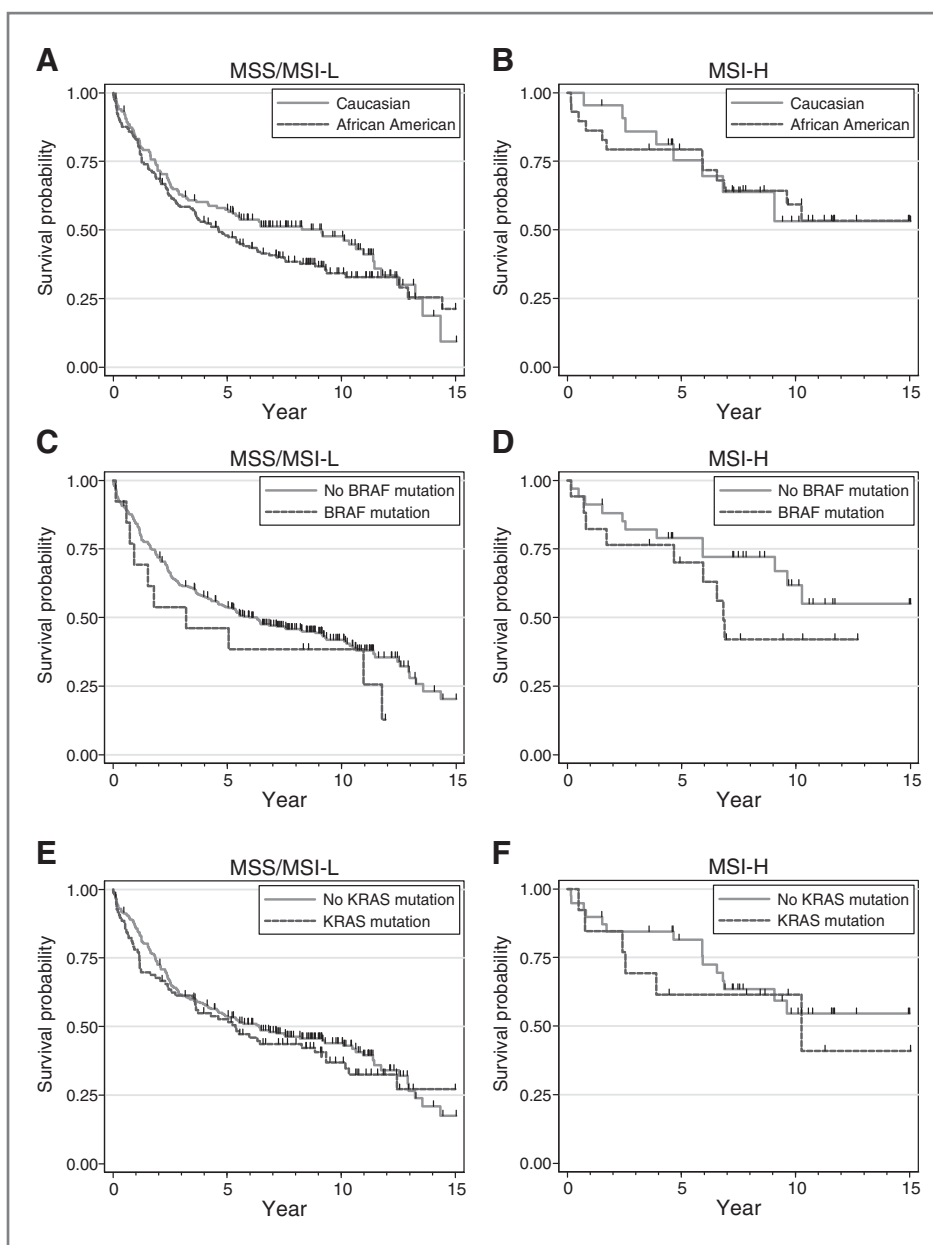 A
MSS/MSI-L
Caucasian
African American
Survival probability
1.00
0.75
0.50
0.25
0.00
0 5 10 15
Year
B
MSI-H
Caucasian
African American
Survival probability
1.00
0.75
0.50
0.25
0.00
0 5 10 15
Year
C
MSS/MSI-L
No BRAF mutation
BRAF mutation
Survival probability
1.00
0.75
0.50
0.25
0.00
0 5 10 15
Year
D
MSI-H
No BRAF mutation
BRAF mutation
Survival probability
1.00
0.75
0.50
0.25
0.00
0 5 10 15
Year
E
MSS/MSI-L
No KRAS mutation
KRAS mutation
Survival probability
1.00
0.75
0.50
0.25
0.00
0 5 10 15
Year
F
MSI-H
No KRAS mutation
KRAS mutation
Survival probability
1.00
0.75
0.50
0.25
0.00
0 5 10 15
Year